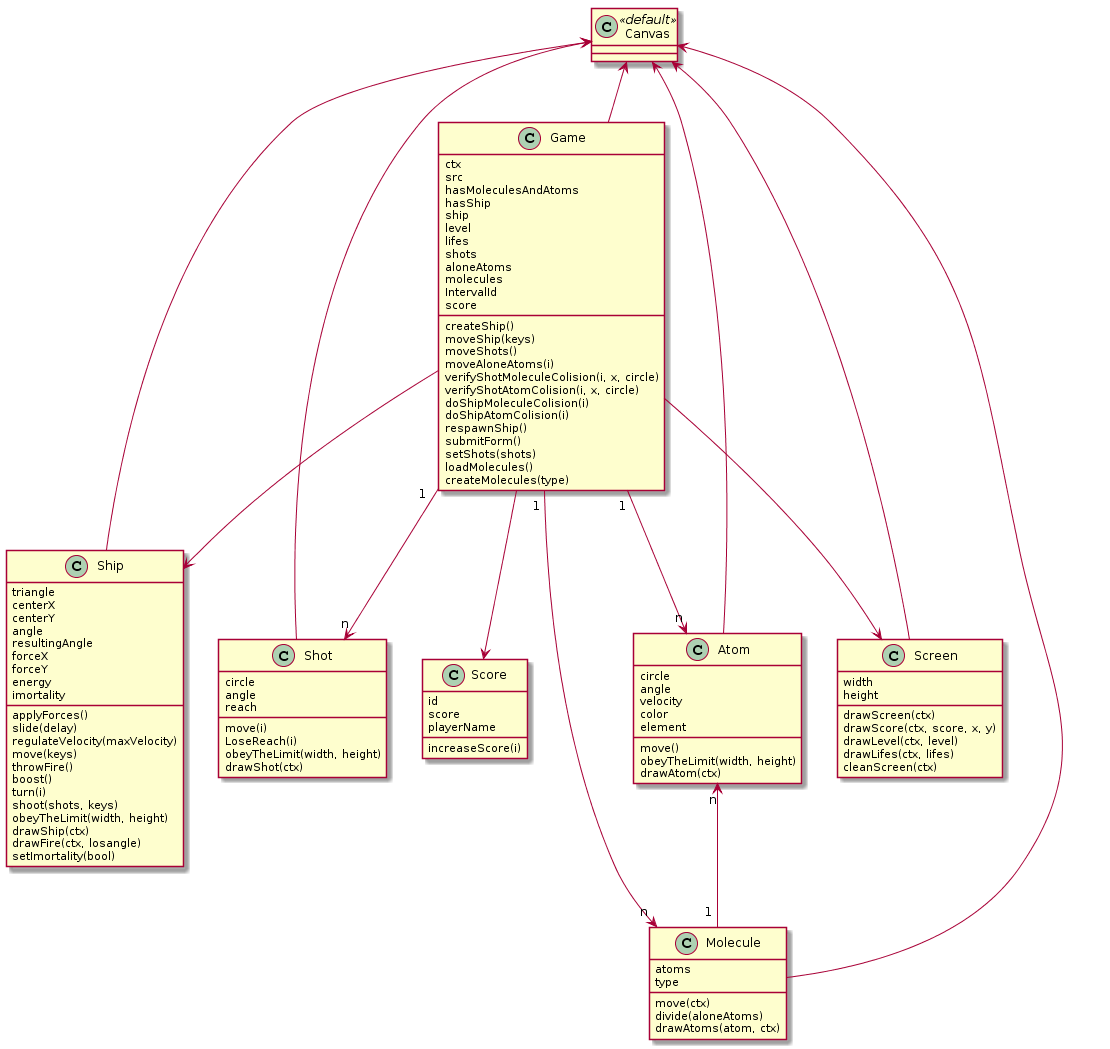 C
«default»
Canvas
C
Game
ctx
src
hasMoleculesAndAtoms
hasShip
ship
level
lifes
shots
aloneAtoms
molecules
IntervalId
score
createShip()
moveShip(keys)
moveShots()
moveAloneAtoms(i)
verifyShotMoleculeColision(i, x, circle)
verifyShotAtomColision(i, x, circle)
doShipMoleculeColision(i)
doShipAtomColision(i)
respawnShip()
submitForm()
setShots(shots)
loadMolecules()
createMolecules(type)
1
1
1
n
n
C
Ship
triangle
centerX
centerY
angle
resultingAngle
forceX
forceY
energy
imortality
applyForces()
slide(delay)
regulateVelocity(maxVelocity)
move(keys)
throwFire()
boost()
turn(i)
shoot(shots, keys)
obeyTheLimit(width, height)
drawShip(ctx)
drawFire(ctx, losangle)
setImortality(bool)
C
Shot
circle
angle
reach
move(i)
LoseReach(i)
obeyTheLimit(width, height)
drawShot(ctx)
C
Score
id
score
playerName
increaseScore(i)
C
Atom
circle
angle
velocity
color
element
move()
obeyTheLimit(width, height)
drawAtom(ctx)
C
Screen
width
height
drawScreen(ctx)
drawScore(ctx, score, x, y)
drawLevel(ctx, level)
drawLifes(ctx, lifes)
cleanScreen(ctx)
n
n
1
C
Molecule
atoms
type
move(ctx)
divide(aloneAtoms)
drawAtoms(atom, ctx)